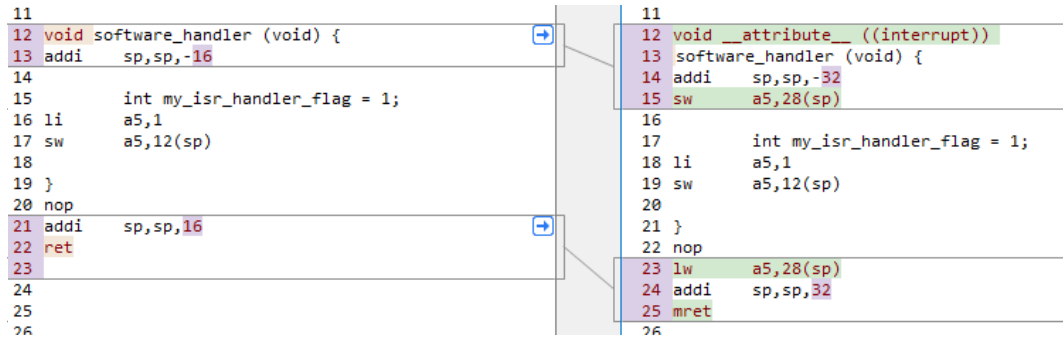 11
12 void software_handler (void) {
13 addi sp,sp,-16
14
15 int my_isr_handler_flag = 1;
16 li a5,1
17 sw a5,12(sp)
18
19 }
20 nop
21 addi sp,sp,16
22 ret
23
24
25
26
11
12 void __attribute__ ((interrupt))
13 software_handler (void) {
14 addi sp,sp,-32
15 sw a5,28(sp)
16
17 int my_isr_handler_flag = 1;
18 li a5,1
19 sw a5,12(sp)
20
21 }
22 nop
23 lw a5,28(sp)
24 addi sp,sp,32
25 mret
26